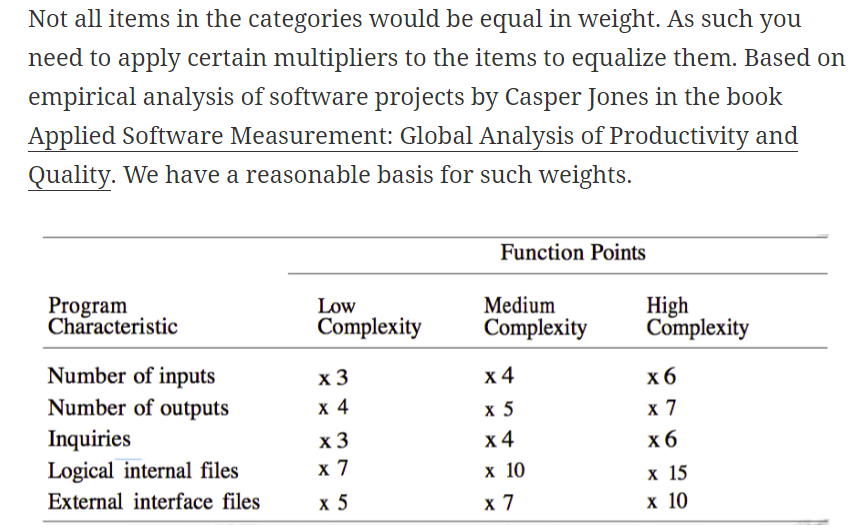 Not all items in the categories would be equal in weight. As such you
need to apply certain multipliers to the items to equalize them. Based on
empirical analysis of software projects by Casper Jones in the book
Applied Software Measurement: Global Analysis of Productivity and
Quality. We have a reasonable basis for such weights.
Function Points
Program Characteristic Low Complexity Medium Complexity High Complexity
Number of inputs x 3 x 4 x 6
Number of outputs x 4 x 5 x 7
Inquiries x 3 x 4 x 6
Logical internal files x 7 x 10 x 15
External interface files x 5 x 7 x 10